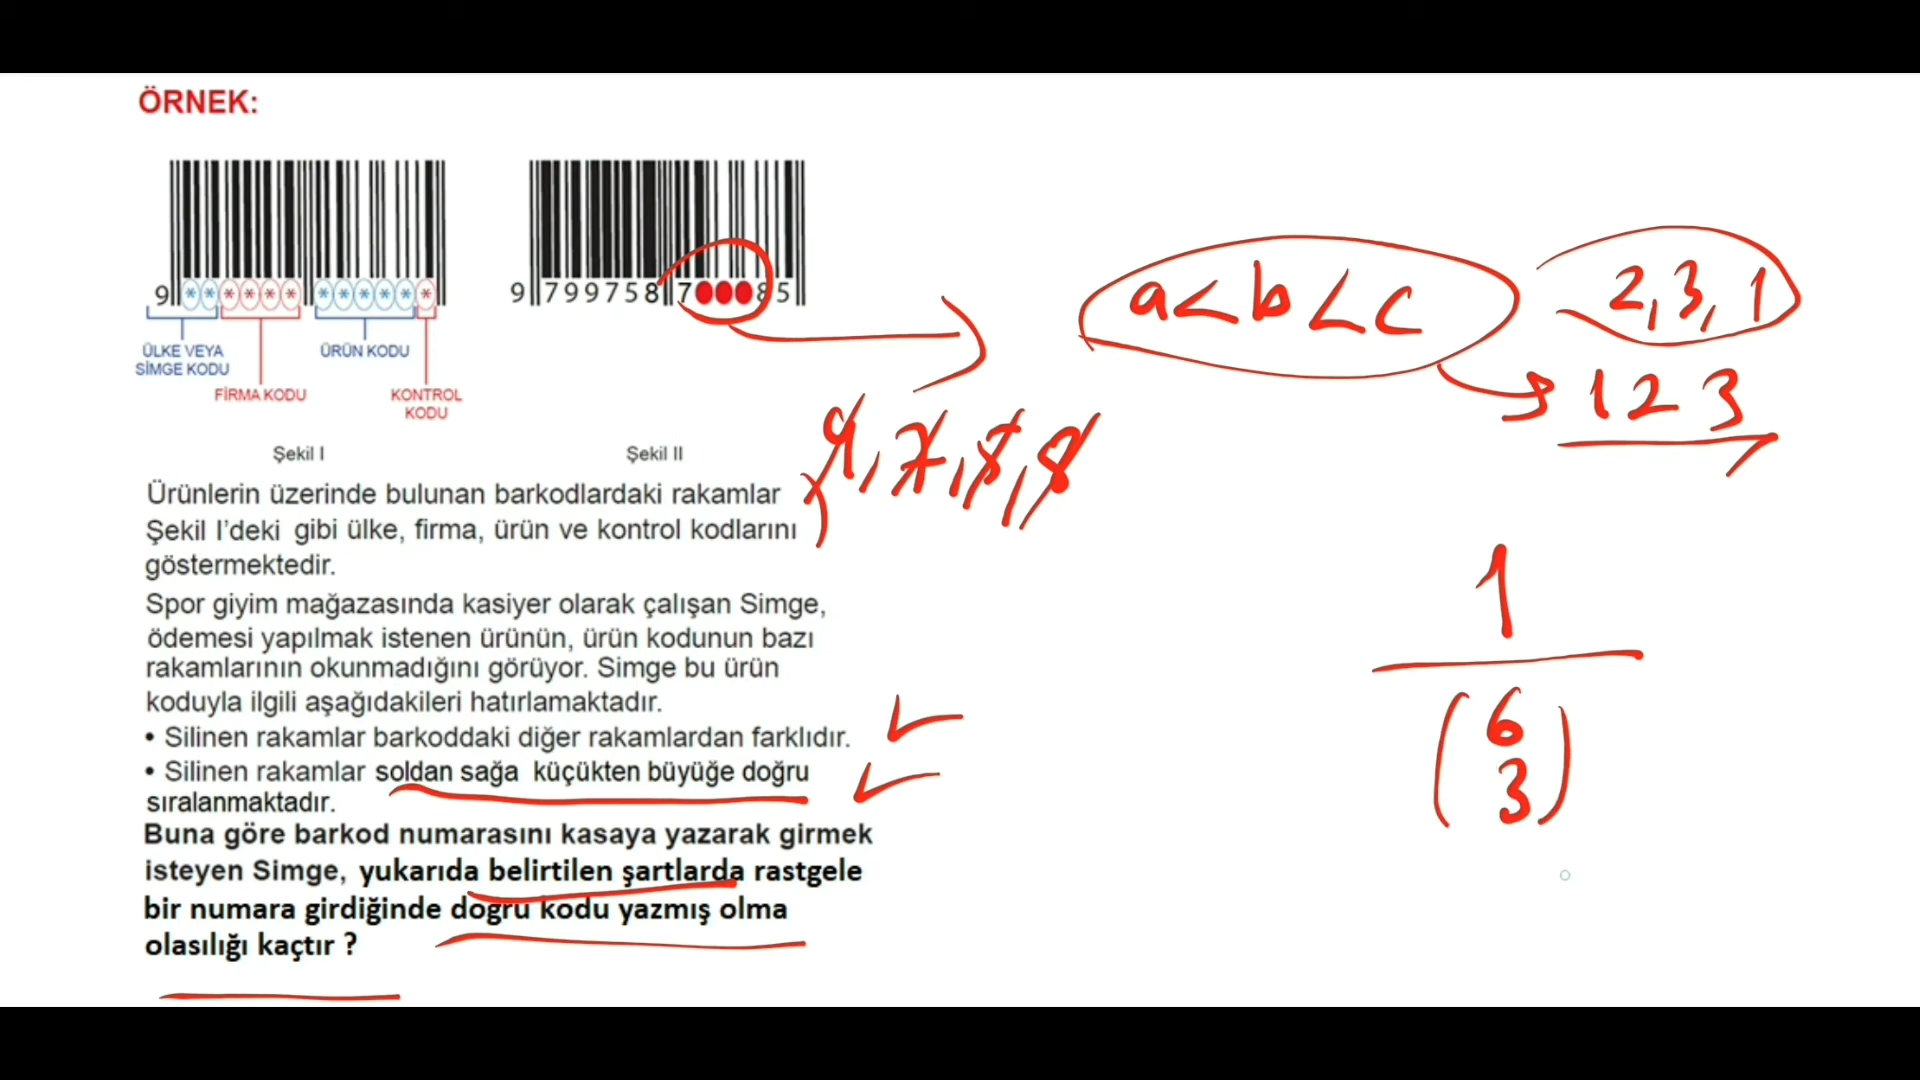 ÖRNEK:
9 ** **** ***** *
9 799758 7 85
ÜLKE VEYA
SİMGE KODU
ÜRÜN KODU
FİRMA KODU
KONTROL
KODU
Şekil I
Şekil II
a<b<c
2,3,1
123
9,7,5,8
Ürünlerin üzerinde bulunan barkodlardaki rakamlar
Şekil I'deki gibi ülke, firma, ürün ve kontrol kodlarını
göstermektedir.
Spor giyim mağazasında kasiyer olarak çalışan Simge,
ödemesi yapılmak istenen ürünün, ürün kodunun bazı
rakamlarının okunmadığını görüyor. Simge bu ürün
koduyla ilgili aşağıdakileri hatırlamaktadır.
• Silinen rakamlar barkoddaki diğer rakamlardan farklıdır.
• Silinen rakamlar soldan sağa küçükten büyüğe doğru
sıralanmaktadır.
Buna göre barkod numarasını kasaya yazarak girmek
isteyen Simge, yukarıda belirtilen şartlarda rastgele
bir numara girdiğinde doğru kodu yazmış olma
olasılığı kaçtır ?
1
(6
3)